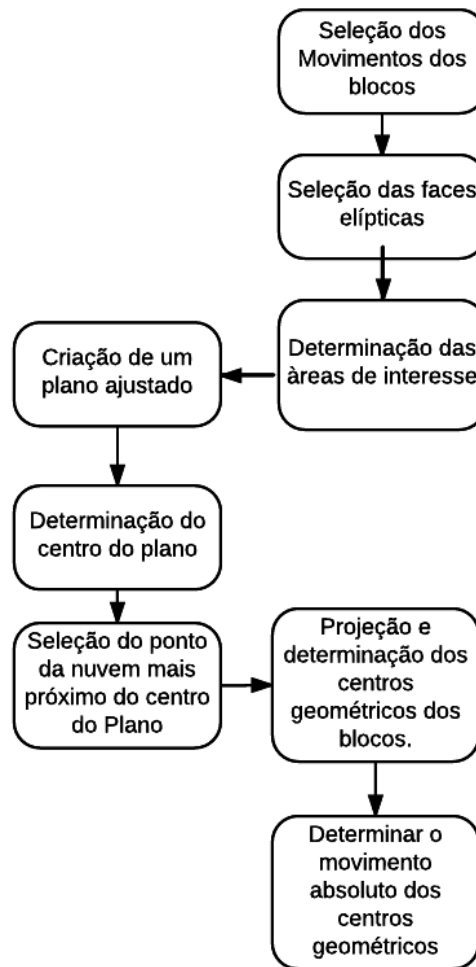 Seleção dos
Movimentos dos
blocos
Seleção das faces
elípticas
Determinação das
àreas de interesse
Criação de um
plano ajustado
Determinação do
centro do plano
Seleção do ponto
da nuvem mais
próximo do centro
do Plano
Projeção e
determinação dos
centros
geométricos dos
blocos.
Determinar o
movimento
absoluto dos
centros
geométricos